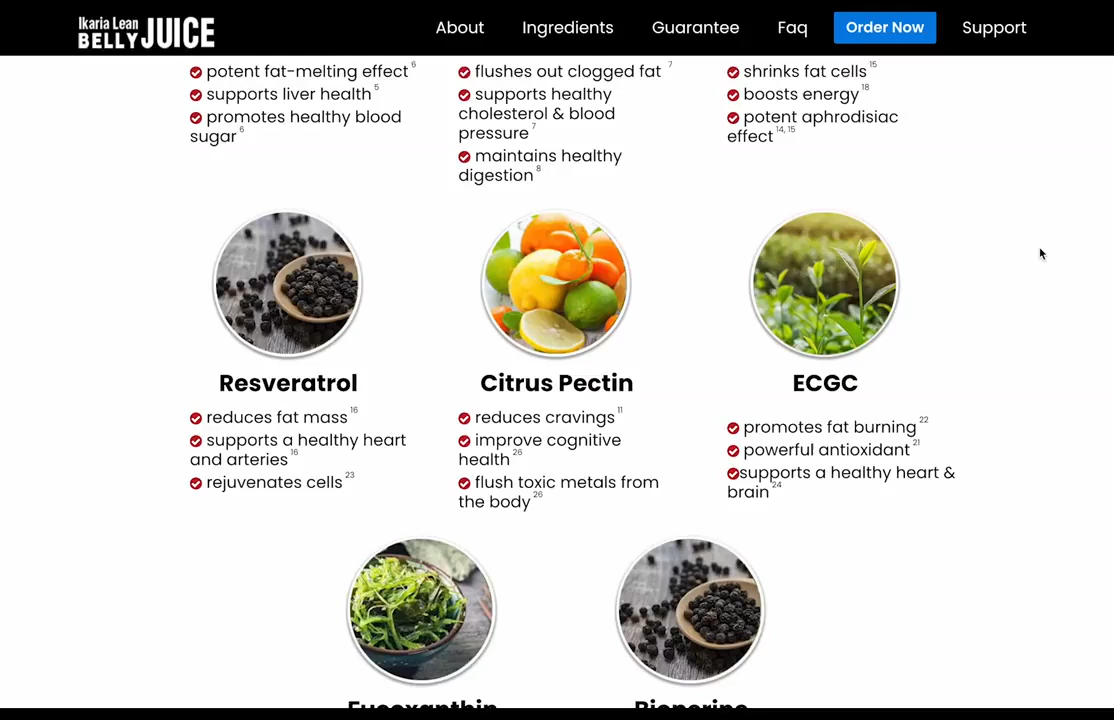 Ikaria Lean
BELLY JUICE
About
Ingredients
Guarantee
Faq
Order Now
Support
potent fat-melting effect 6
supports liver health 5
promotes healthy blood
sugar 6
flushes out clogged fat 7
supports healthy
cholesterol & blood
pressure 7
maintains healthy
digestion 8
shrinks fat cells 15
boosts energy 18
potent aphrodisiac
effect 14, 15
Resveratrol
reduces fat mass 16
supports a healthy heart
and arteries 16
rejuvenates cells 23
Citrus Pectin
reduces cravings 11
improve cognitive
health 26
flush toxic metals from
the body 26
ECGC
promotes fat burning 22
powerful antioxidant 21
supports a healthy heart &
brain 24
Fucoxanthin
Bioperine